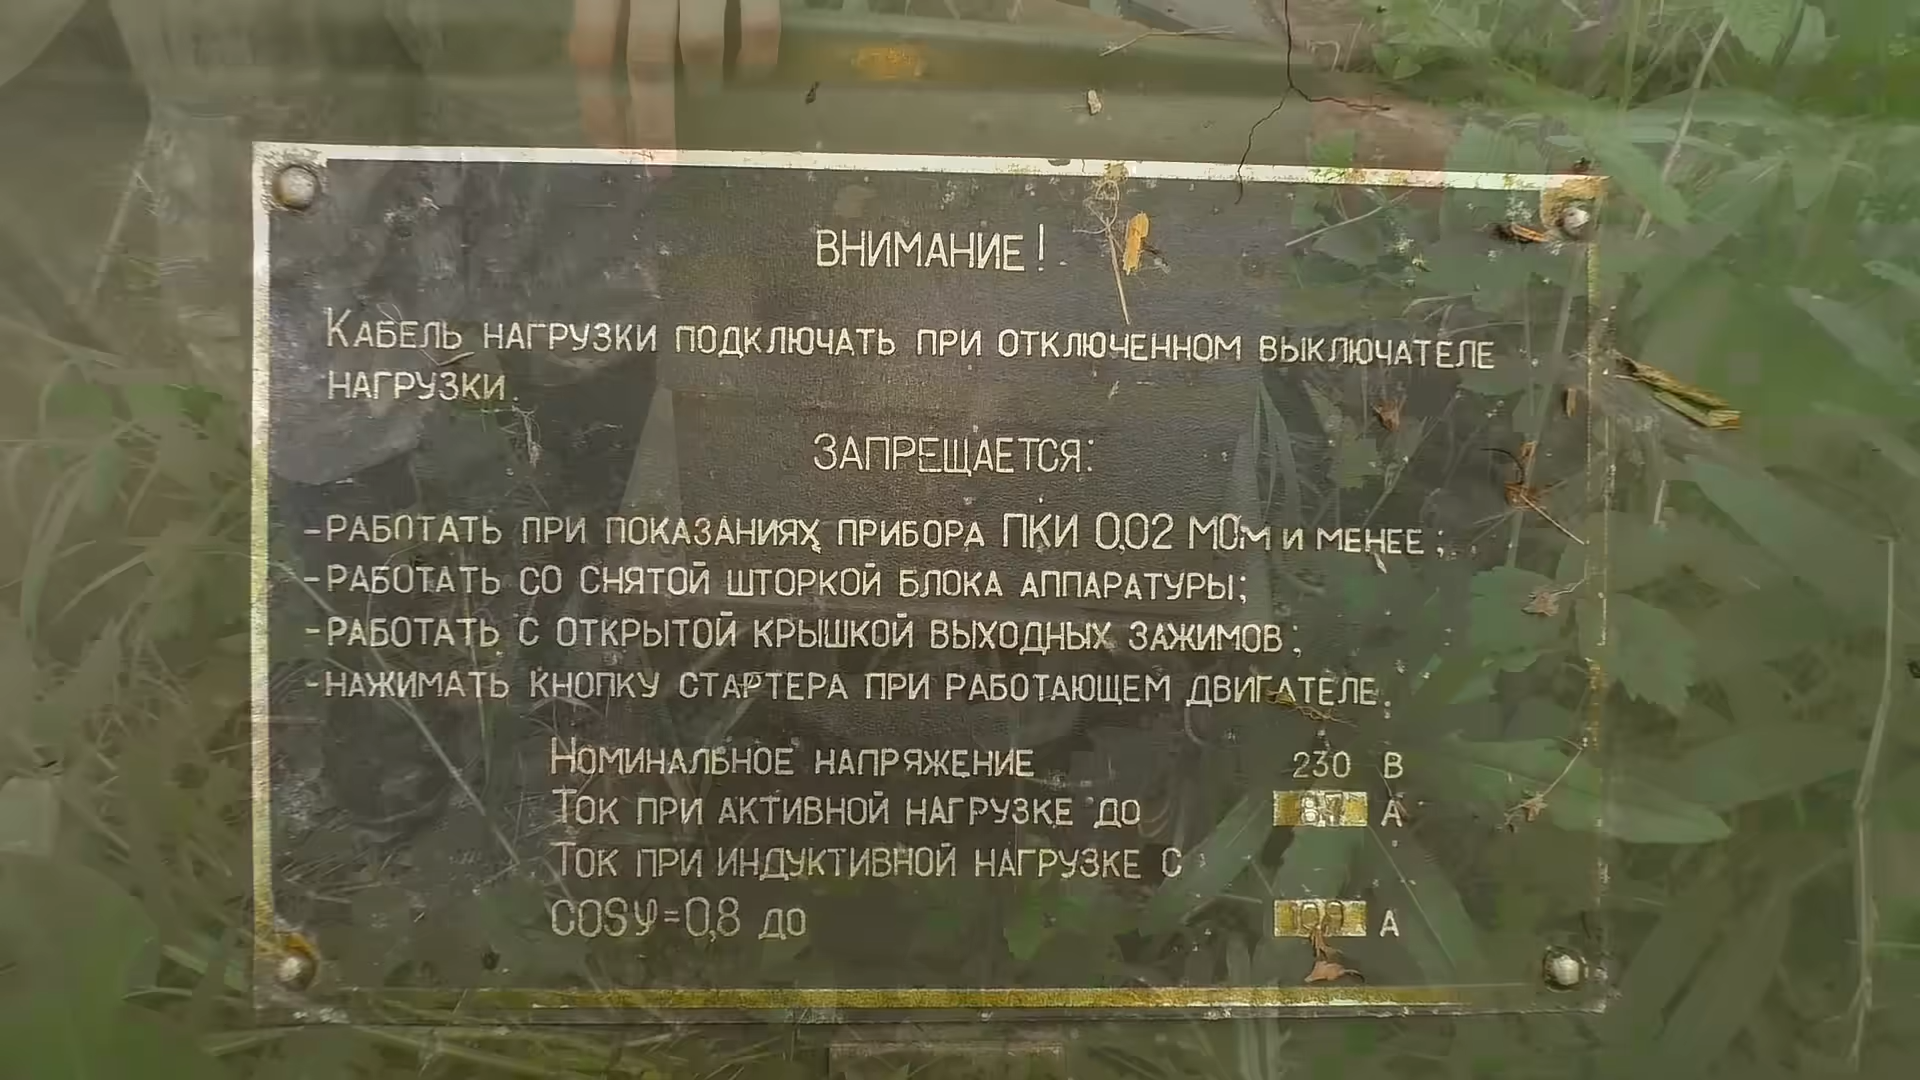 ВНИМАНИЕ!
КАБЕЛЬ НАГРУЗКИ ПОДКЛЮЧАТЬ ПРИ ОТКЛЮЧЕННОМ ВЫКЛЮЧАТЕЛЕ
НАГРУЗКИ.
ЗАПРЕЩАЕТСЯ:
-РАБОТАТЬ ПРИ ПОКАЗАНИЯХ ПРИБОРА ПКИ 0,02 МОм И МЕНЕЕ;
-РАБОТАТЬ СО СНЯТОЙ ШТОРКОЙ БЛОКА АППАРАТУРЫ;
-РАБОТАТЬ С ОТКРЫТОЙ КРЫШКОЙ ВЫХОДНЫХ ЗАЖИМОВ;
-НАЖИМАТЬ КНОПКУ СТАРТЕРА ПРИ РАБОТАЮЩЕМ ДВИГАТЕЛЕ.
НОМИНАЛЬНОЕ НАПРЯЖЕНИЕ 230 В
ТОК ПРИ АКТИВНОЙ НАГРУЗКЕ ДО 8,7 А
ТОК ПРИ ИНДУКТИВНОЙ НАГРУЗКЕ С
COSφ=0,8 ДО А